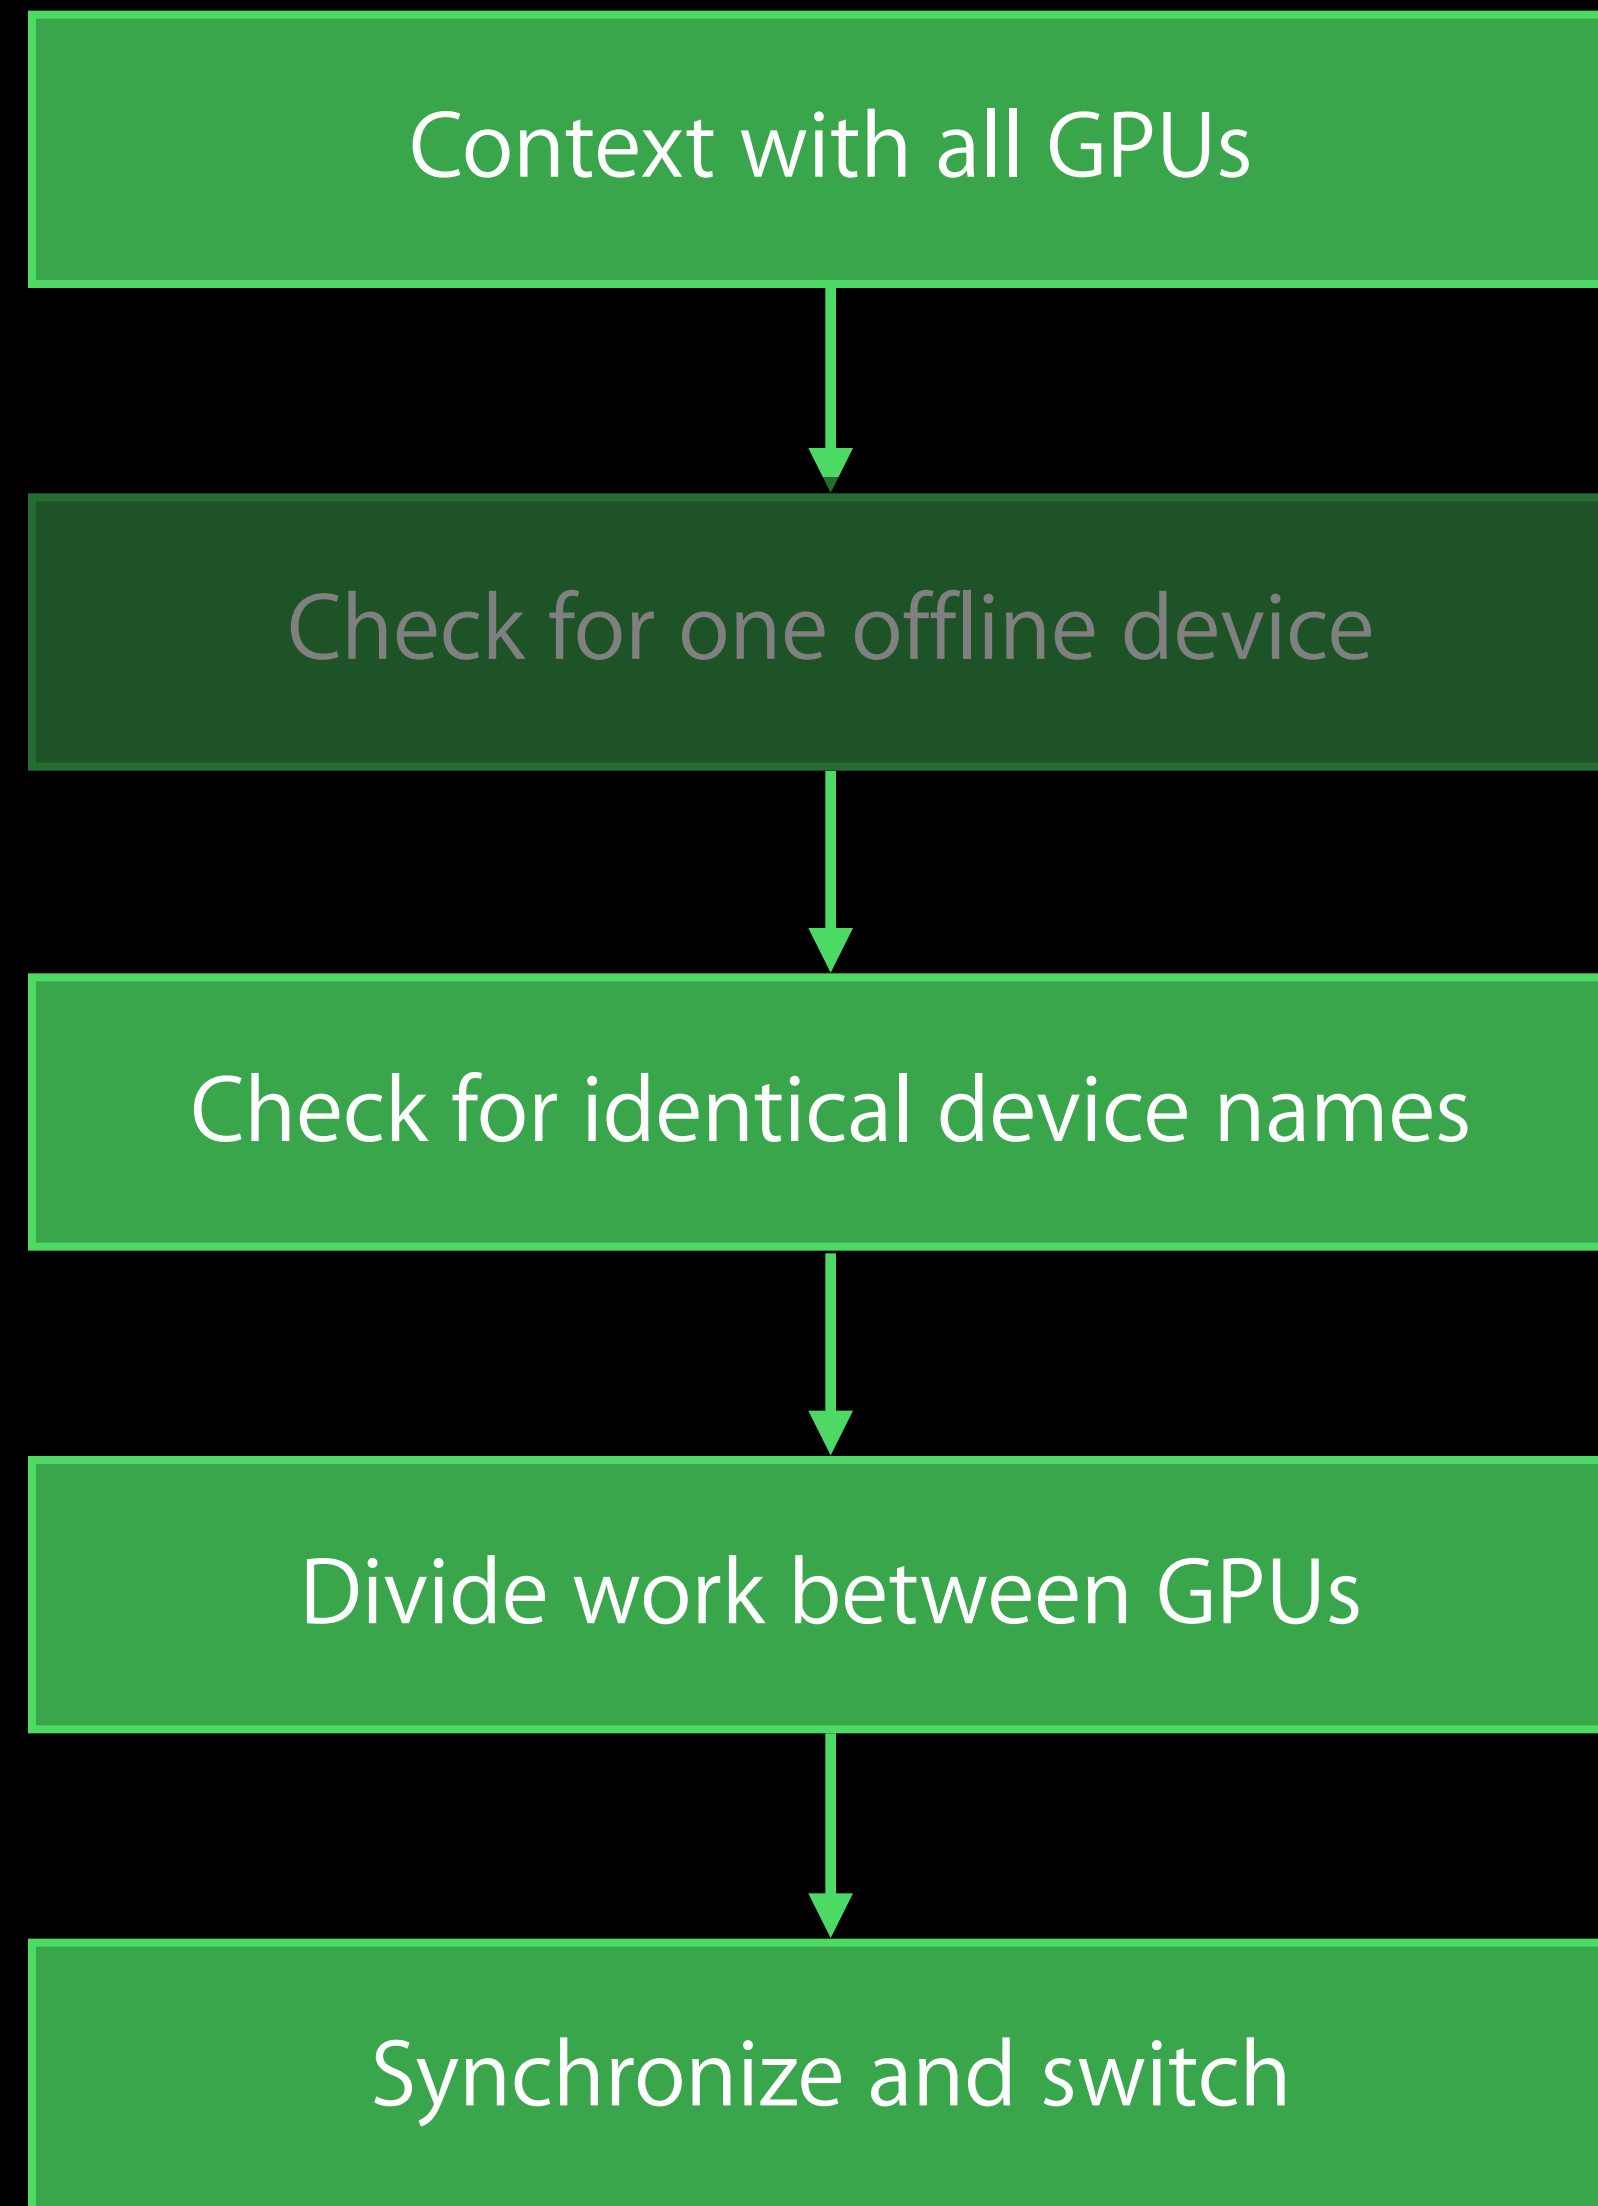 Context with all GPUs
Check for one offline device
Check for identical device names
Divide work between GPUs
Synchronize and switch